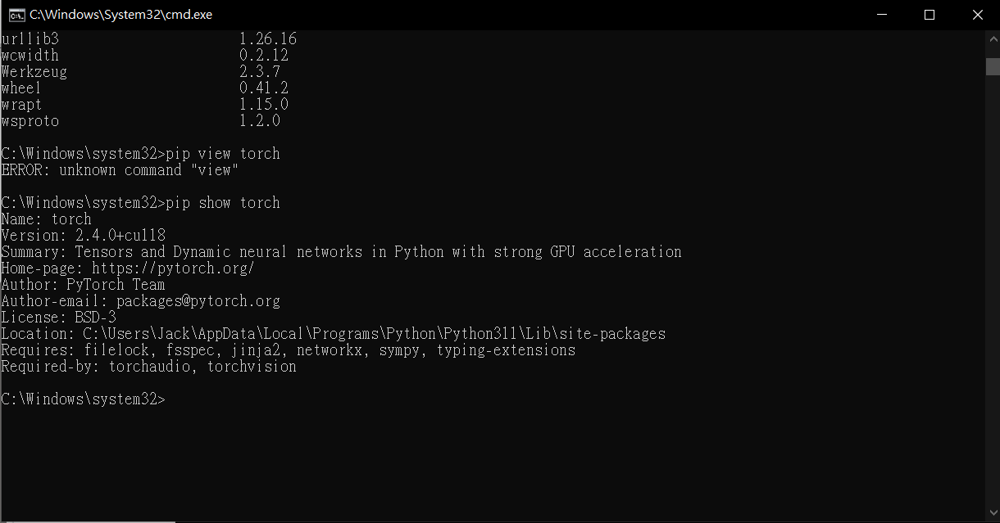 C:\Windows\System32\cmd.exe
urllib3 1.26.16
wcwidth 0.2.12
Werkzeug 2.3.7
wheel 0.41.2
wrapt 1.15.0
wsproto 1.2.0
C:\Windows\system32>pip view torch
ERROR: unknown command "view"
C:\Windows\system32>pip show torch
Name: torch
Version: 2.4.0+cu118
Summary: Tensors and Dynamic neural networks in Python with strong GPU acceleration
Home-page: https://pytorch.org/
Author: PyTorch Team
Author-email: packages@pytorch.org
License: BSD-3
Location: C:\Users\Jack\AppData\Local\Programs\Python\Python311\Lib\site-packages
Requires: filelock, fsspec, jinja2, networkx, sympy, typing-extensions
Required-by: torchaudio, torchvision
C:\Windows\system32>